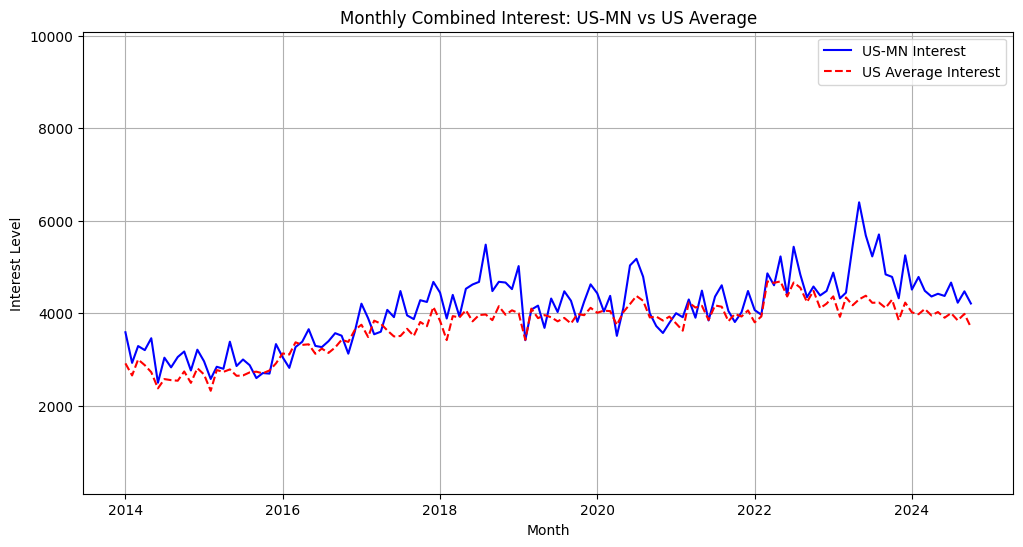 Monthly Combined Interest: US-MN vs US Average
US-MN Interest
US Average Interest
10000
8000
6000
4000
2000
Interest Level
2014 2016 2018 2020 2022 2024
Month